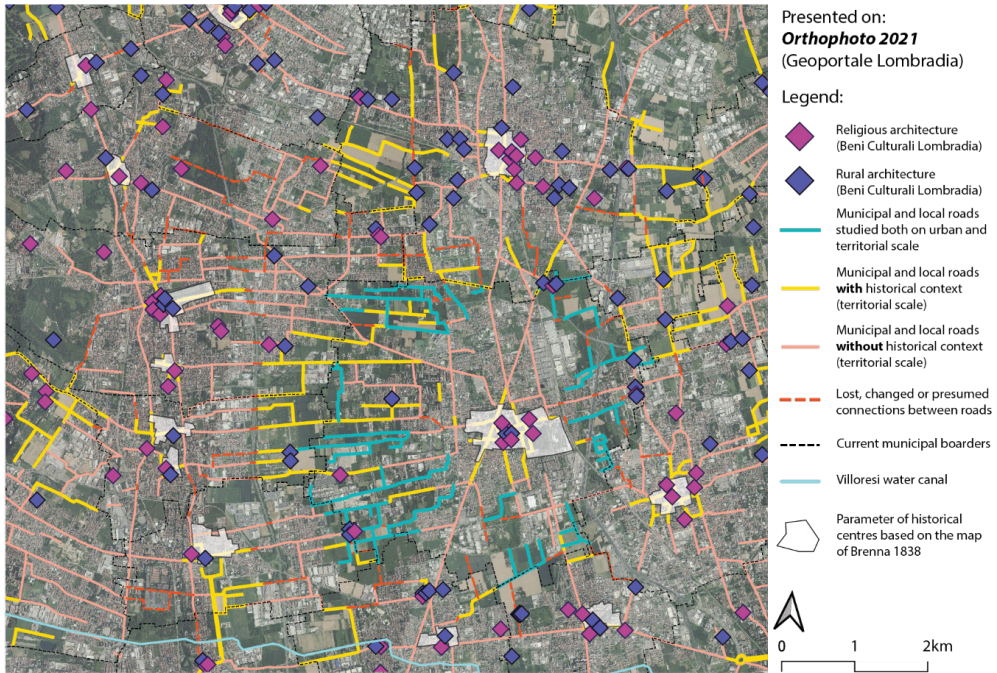 Presented on:
Orthophoto 2021
(Geoportale Lombradia)
Legend:
Religious architecture
(Beni Culturali Lombradia)
Rural architecture
(Beni Culturali Lombradia)
Municipal and local roads
studied both on urban and
territorial scale
Municipal and local roads
with historical context
(territorial scale)
Municipal and local roads
without historical context
(territorial scale)
Lost, changed or presumed
connections between roads
Current municipal boarders
Villoresi water canal
Parameter of historical
centres based on the map
of Brenna 1838
0 1 2km